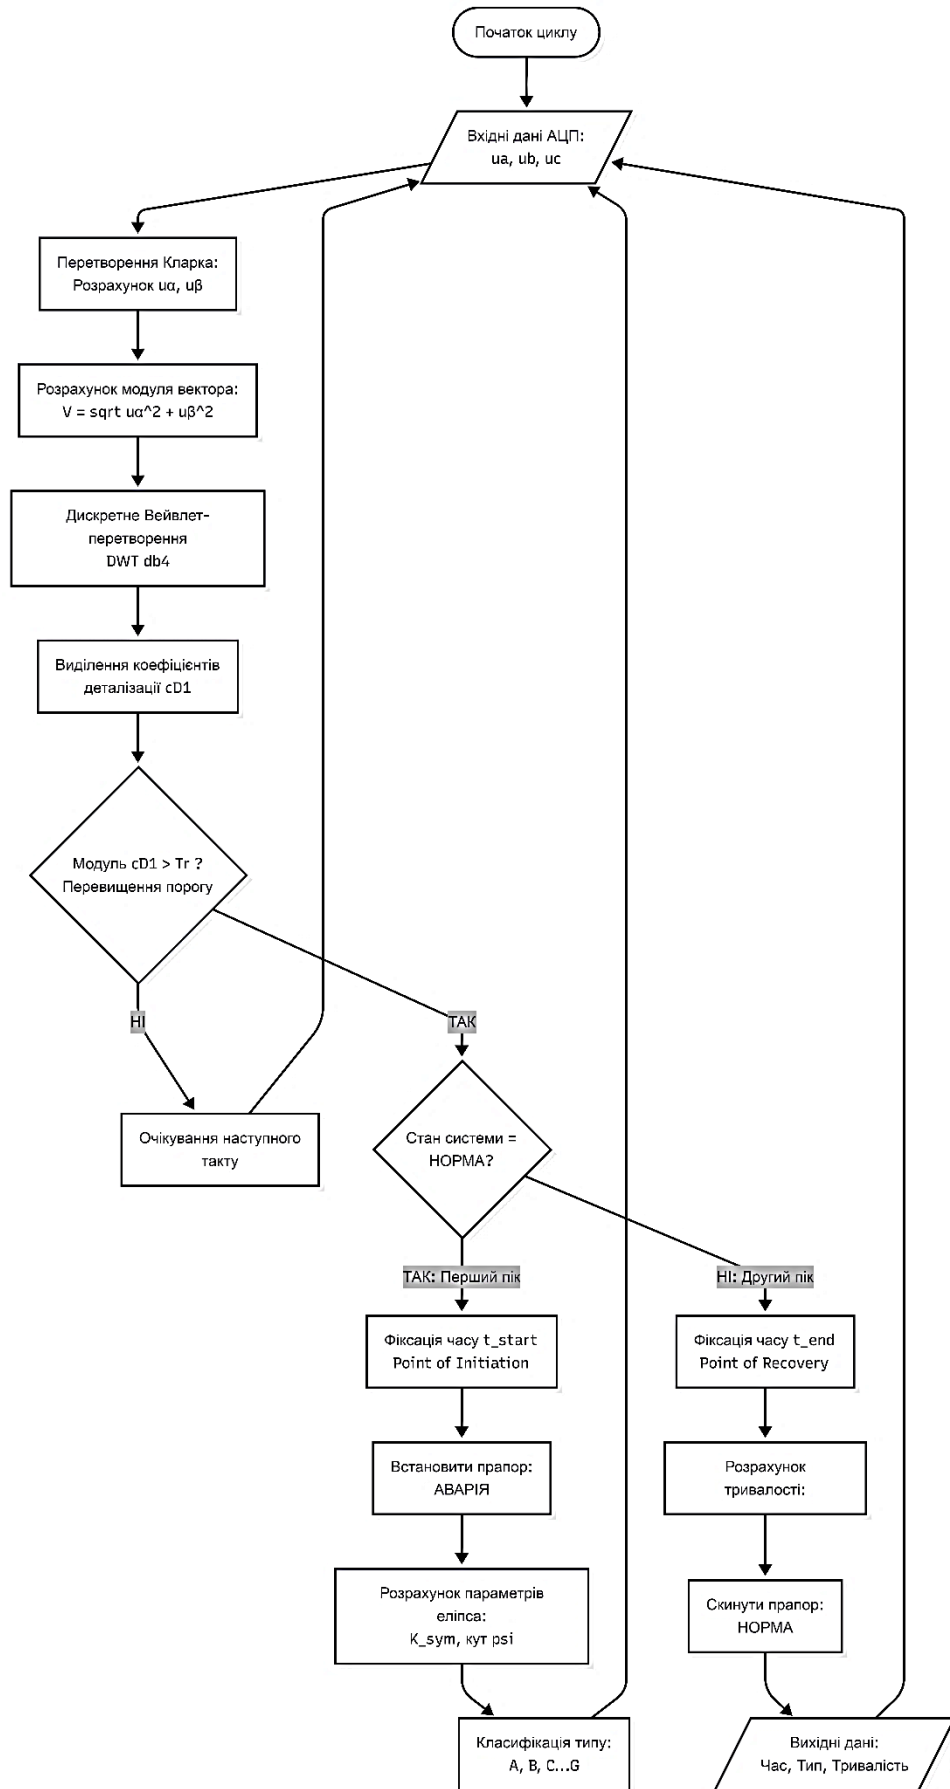 Початок циклу
Вхідні дані АЦП:
ua, ub, uc
Перетворення Кларка:
Розрахунок uα, uβ
Розрахунок модуля вектора:
V = sqrt uα^2 + uβ^2
Дискретне Вейвлет-
перетворення
DWT db4
Виділення коефіцієнтів
деталізації cD1
Модуль cD1 > Tr ?
Перевищення порогу
НІ
ТАК
Очікування наступного
такту
Стан системи =
НОРМА?
ТАК: Перший пік
НІ: Другий пік
Фіксація часу t_start
Point of Initiation
Фіксація часу t_end
Point of Recovery
Встановити прапор:
АВАРІЯ
Розрахунок
тривалості:
Розрахунок параметрів
еліпса:
K_sym, кут psi
Скинути прапор:
НОРМА
Класифікація типу:
A, B, C...G
Вихідні дані:
Час, Тип, Тривалість